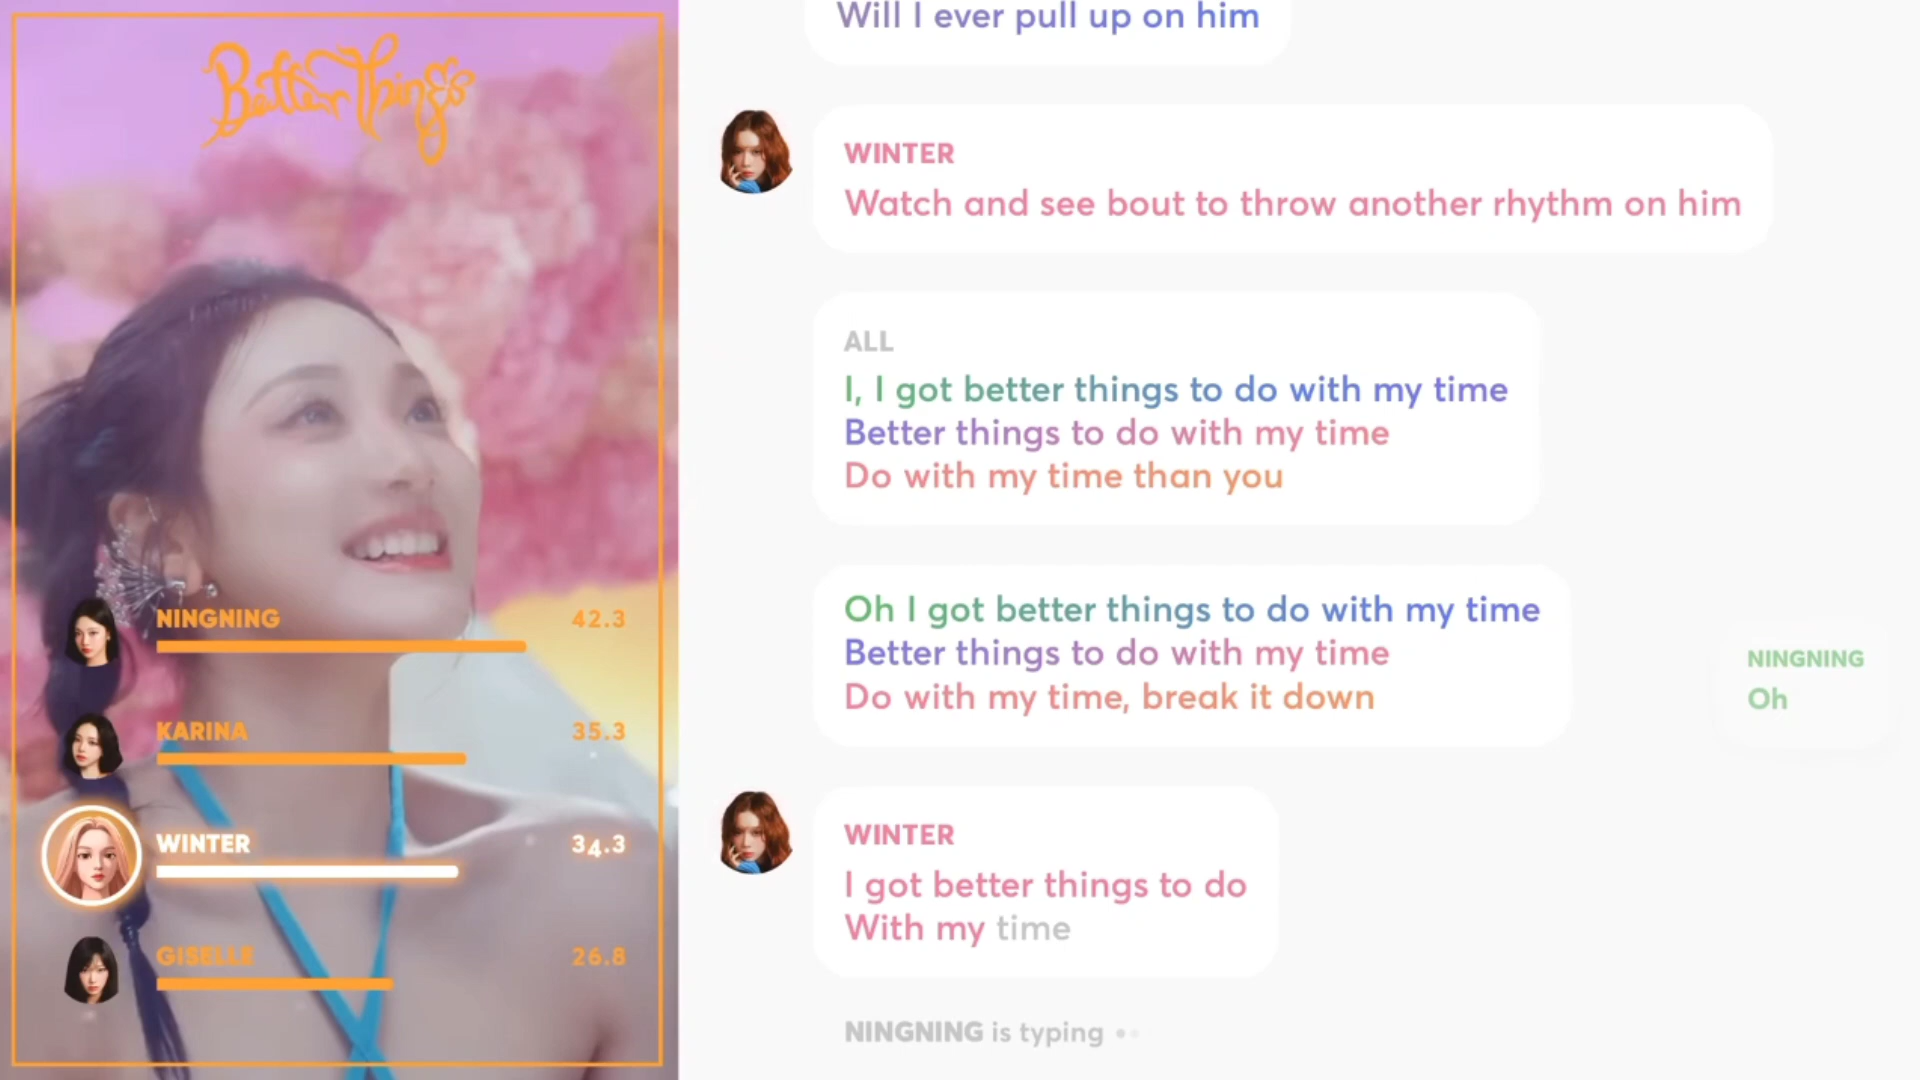 Better Things
NINGNING 42.3
KARINA 35.3
WINTER 34.3
GISELLE 26.8
Will I ever pull up on him
WINTER
Watch and see bout to throw another rhythm on him
ALL
I, I got better things to do with my time
Better things to do with my time
Do with my time than you
Oh I got better things to do with my time
Better things to do with my time
Do with my time, break it down
NINGNING
Oh
WINTER
I got better things to do
With my time
NINGNING is typing